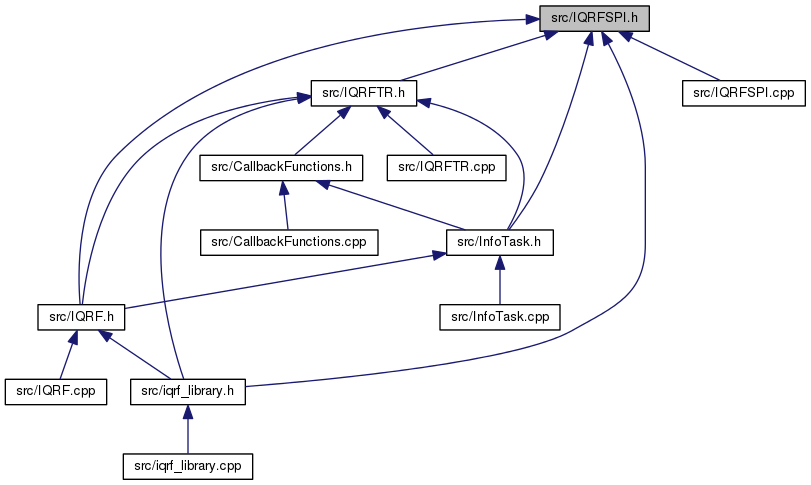 src/IQRFSPI.h
src/IQRFTR.h
src/IQRFSPI.cpp
src/CallbackFunctions.h
src/IQRFTR.cpp
src/CallbackFunctions.cpp
src/InfoTask.h
src/IQRF.h
src/InfoTask.cpp
src/IQRF.cpp
src/iqrf_library.h
src/iqrf_library.cpp